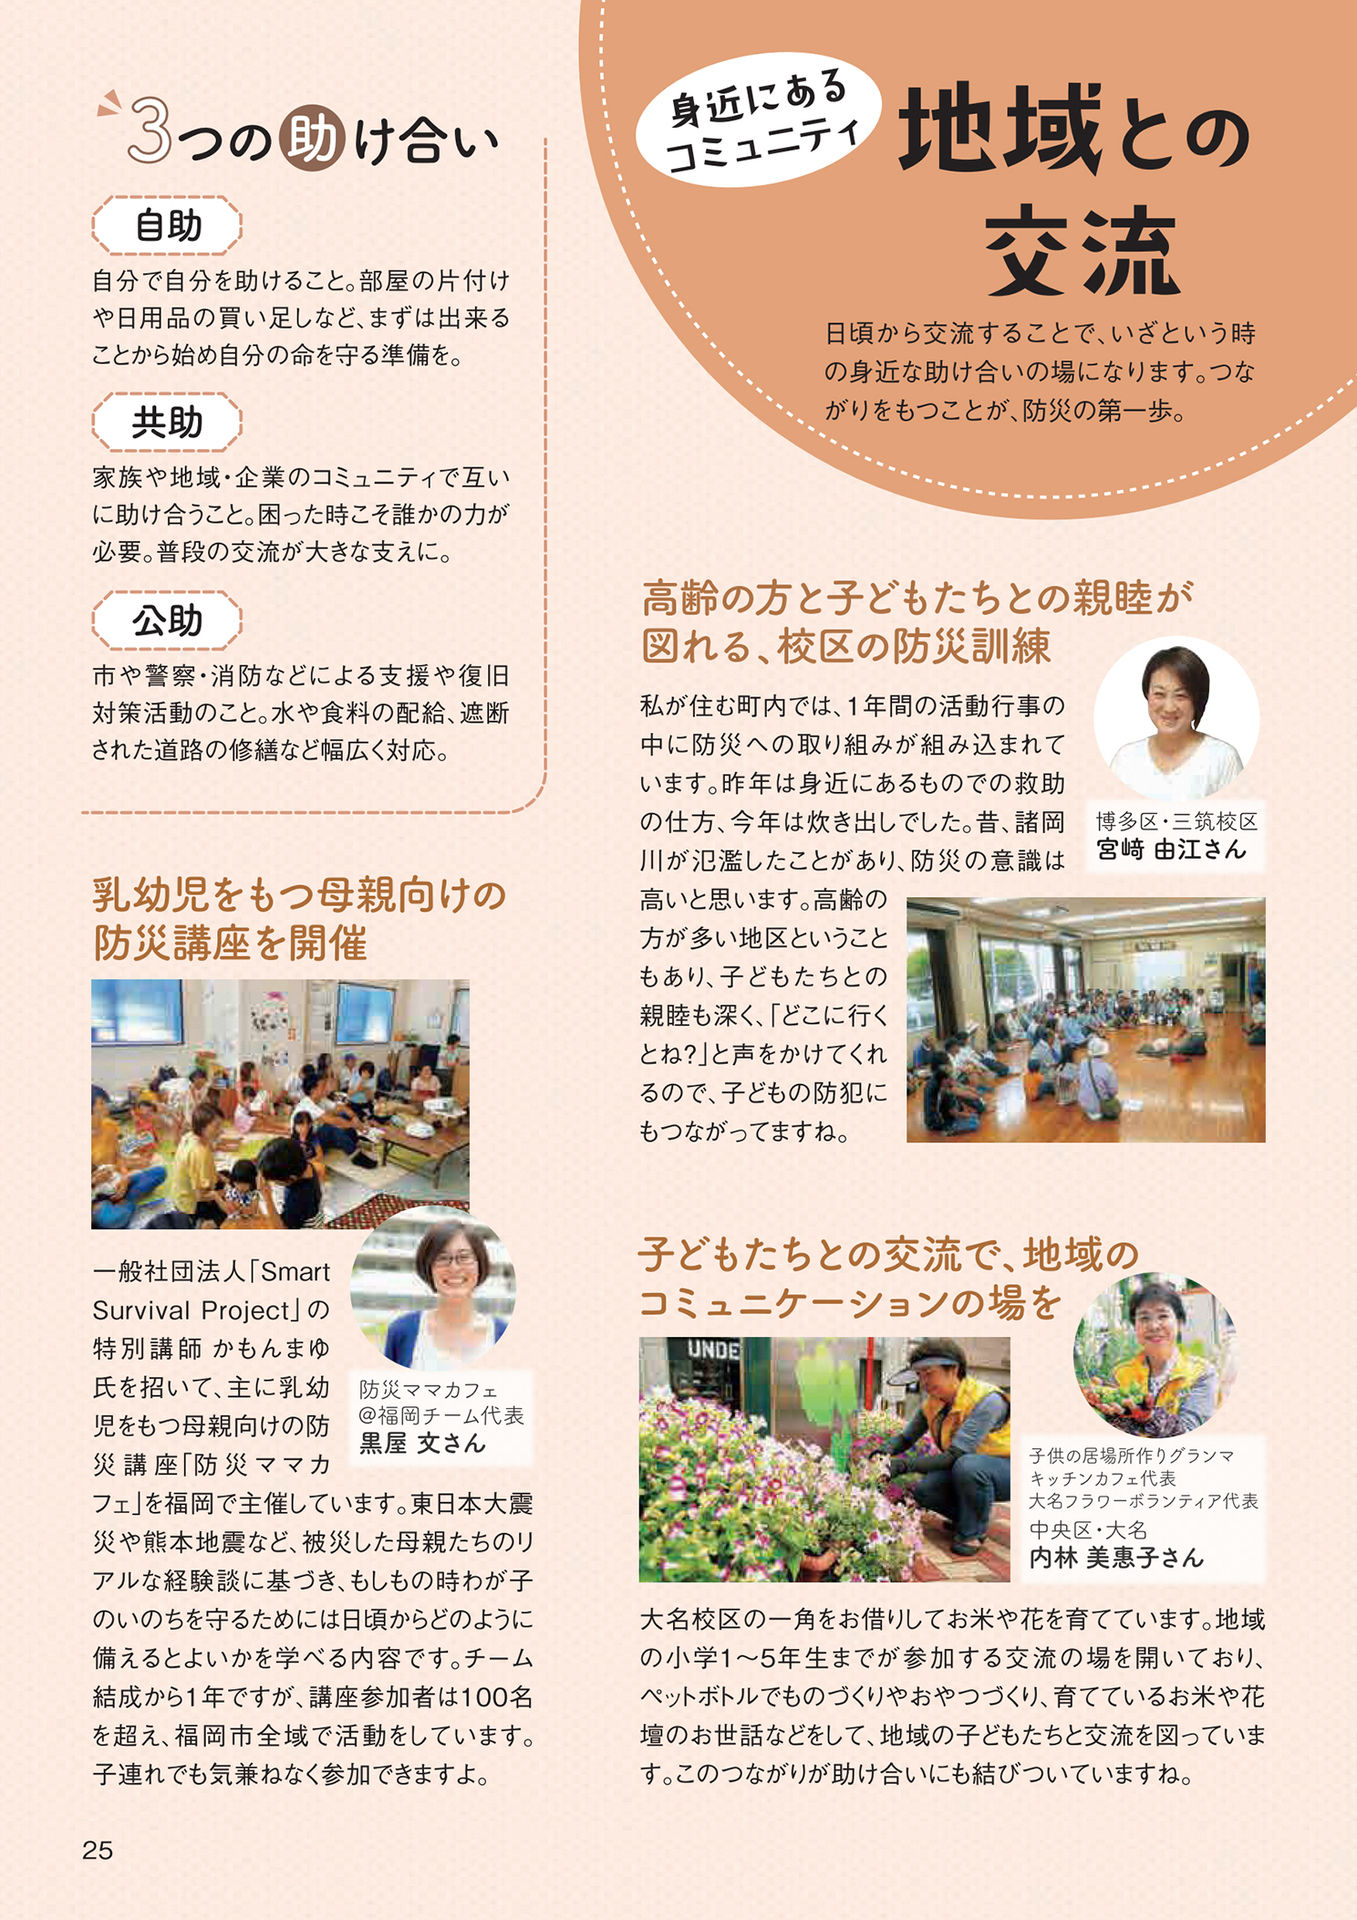 身近にある
コミュニティ
地域との
交流
日頃から交流することで、いざという時
の身近な助け合いの場になります。つな
がりをもつことが、防災の第一歩。
3つの助け合い
自助
自分で自分を助けること。部屋の片付け
や日用品の買い足しなど、まずは出来る
ことから始め自分の命を守る準備を。
共助
家族や地域・企業のコミュニティで互い
に助け合うこと。困った時こそ誰かの力が
必要。普段の交流が大きな支えに。
公助
市や警察・消防などによる支援や復旧
対策活動のこと。水や食料の配給、遮断
された道路の修繕など幅広く対応。
高齢の方と子どもたちとの親睦が
図れる、校区の防災訓練
私が住む町内では、1年間の活動行事の
中に防災への取り組みが組み込まれて
います。昨年は身近にあるものでの救助
の仕方、今年は炊き出しでした。昔、諸岡
川が氾濫したことがあり、防災の意識は
高いと思います。高齢の
方が多い地区ということ
もあり、子どもたちとの
親睦も深く、「どこに行く
とね?」と声をかけてくれ
るので、子どもの防犯に
もつながってますね。
博多区・三筑校区
宮﨑 由江さん
乳幼児をもつ母親向けの
防災講座を開催
一般社団法人「Smart
Survival Project」の
特別講師 かもんまゆ
氏を招いて、主に乳幼
児をもつ母親向けの防
災講座「防災ママカ
フェ」を福岡で主催しています。東日本大震
災や熊本地震など、被災した母親たちのリ
アルな経験談に基づき、もしもの時わが子
のいのちを守るためには日頃からどのように
備えるとよいかを学べる内容です。チーム
結成から1年ですが、講座参加者は100名
を超え、福岡市全域で活動をしています。
子連れでも気兼ねなく参加できますよ。
防災ママカフェ
@福岡チーム代表
黒屋 文さん
子どもたちとの交流で、地域の
コミュニケーションの場を
UNDE
子供の居場所作りグランマ
キッチンカフェ代表
大名フラワーボランティア代表
中央区・大名
内林 美惠子さん
大名校区の一角をお借りしてお米や花を育てています。地域
の小学1〜5年生までが参加する交流の場を開いており、
ペットボトルでものづくりやおやつづくり、育てているお米や花
壇のお世話などをして、地域の子どもたちと交流を図っていま
す。このつながりが助け合いにも結びついていますね。
25